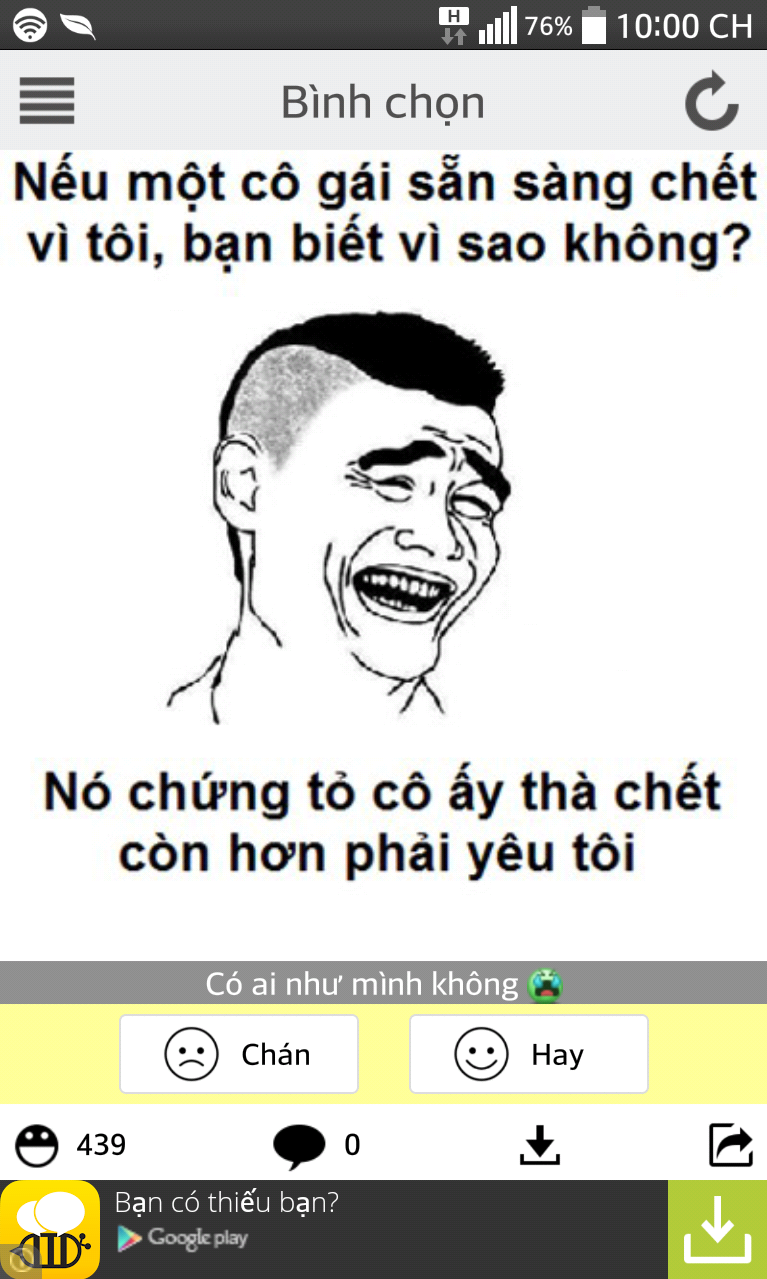 H 76% 10:00 CH
Bình chọn
Nếu một cô gái sẵn sàng chết
vì tôi, bạn biết vì sao không?
Nó chứng tỏ cô ấy thà chết
còn hơn phải yêu tôi
Có ai như mình không
Chán Hay
439 0
Bạn có thiếu bạn?
Google play